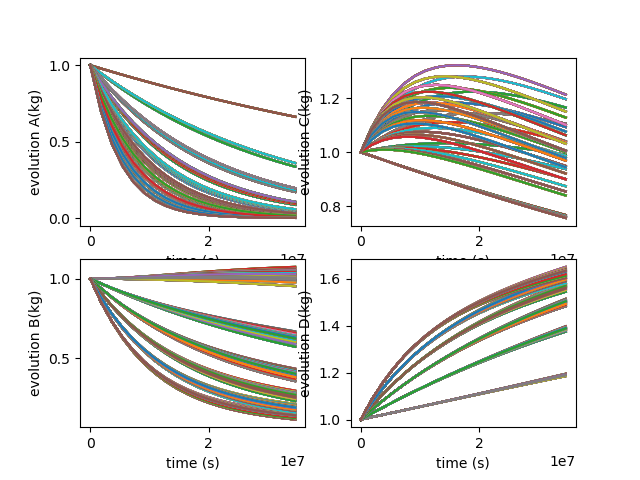 evolution A(kg)
1.0
0.5
0.0
0
2
time (s)
1e7
evolution C(kg)
1.2
1.0
0.8
0
2
time (s)
1e7
evolution B(kg)
1.0
0.5
0
2
1e7
time (s)
evolution D(kg)
1.6
1.4
1.2
1.0
0
2
1e7
time (s)